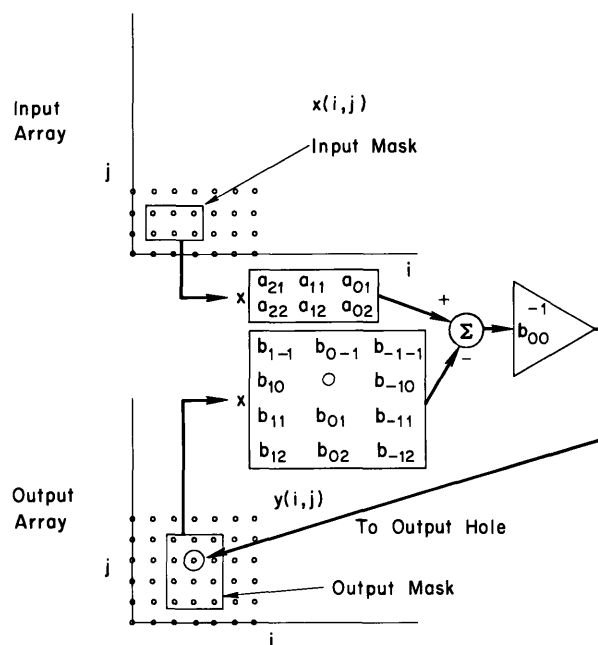 x(i,j)
Input
Array
Input Mask
j
i
x
a21 a11 a01
a22 a12 a02
+
Σ
-
b00 -1
x
b1-1 b0-1 b-1-1
b10 b-10
b11 b01 b-11
b12 b02 b-12
y(i,j)
Output
Array
To Output Hole
j
Output Mask
i